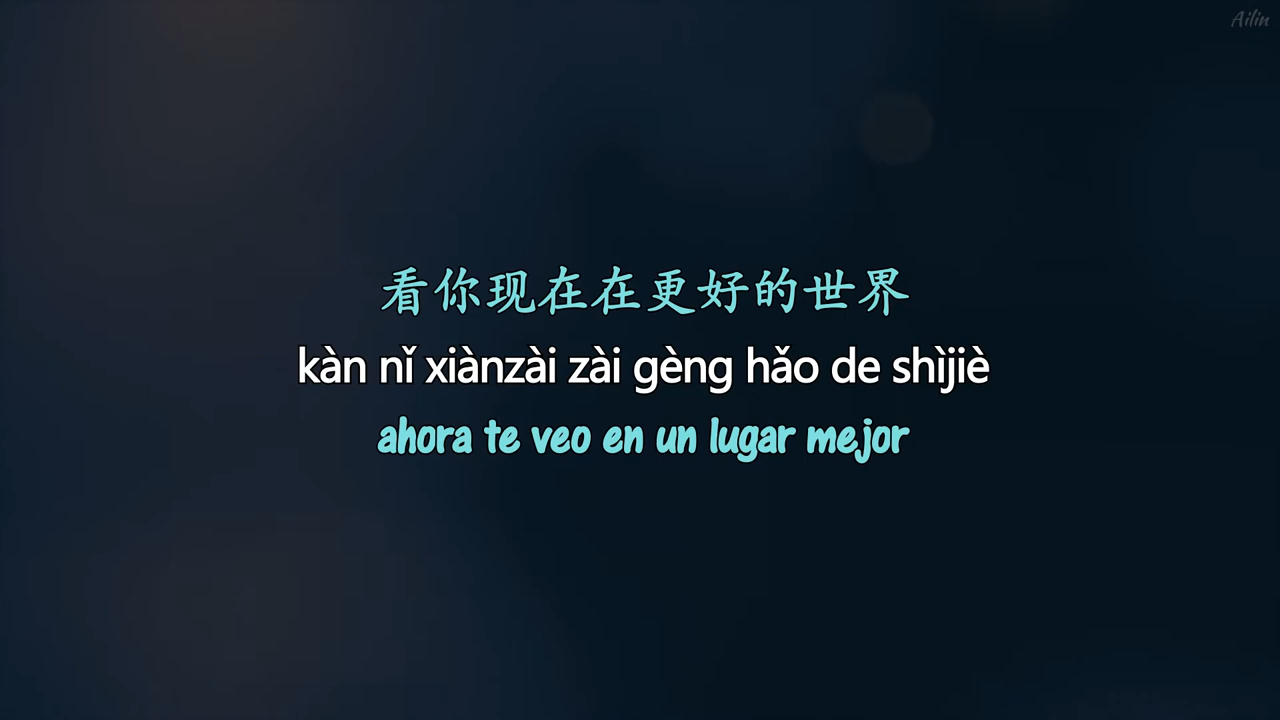 Ailin
看你现在在更好的世界
kàn nǐ xiànzài zài gèng hǎo de shìjiè
ahora te veo en un lugar mejor